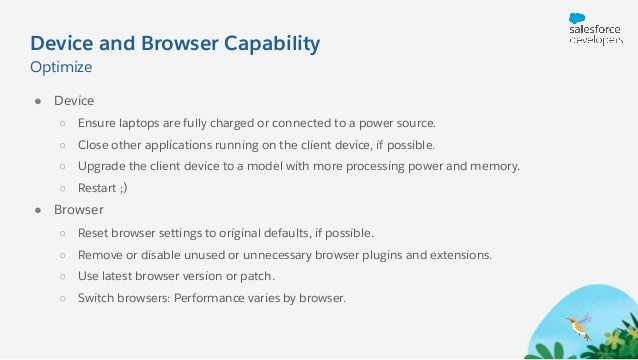 Device and Browser Capability
Optimize
salesforce
developers
● Device
○ Ensure laptops are fully charged or connected to a power source.
○ Close other applications running on the client device, if possible.
○ Upgrade the client device to a model with more processing power and memory.
○ Restart ;)
● Browser
○ Reset browser settings to original defaults, if possible.
○ Remove or disable unused or unnecessary browser plugins and extensions.
○ Use latest browser version or patch.
○ Switch browsers: Performance varies by browser.